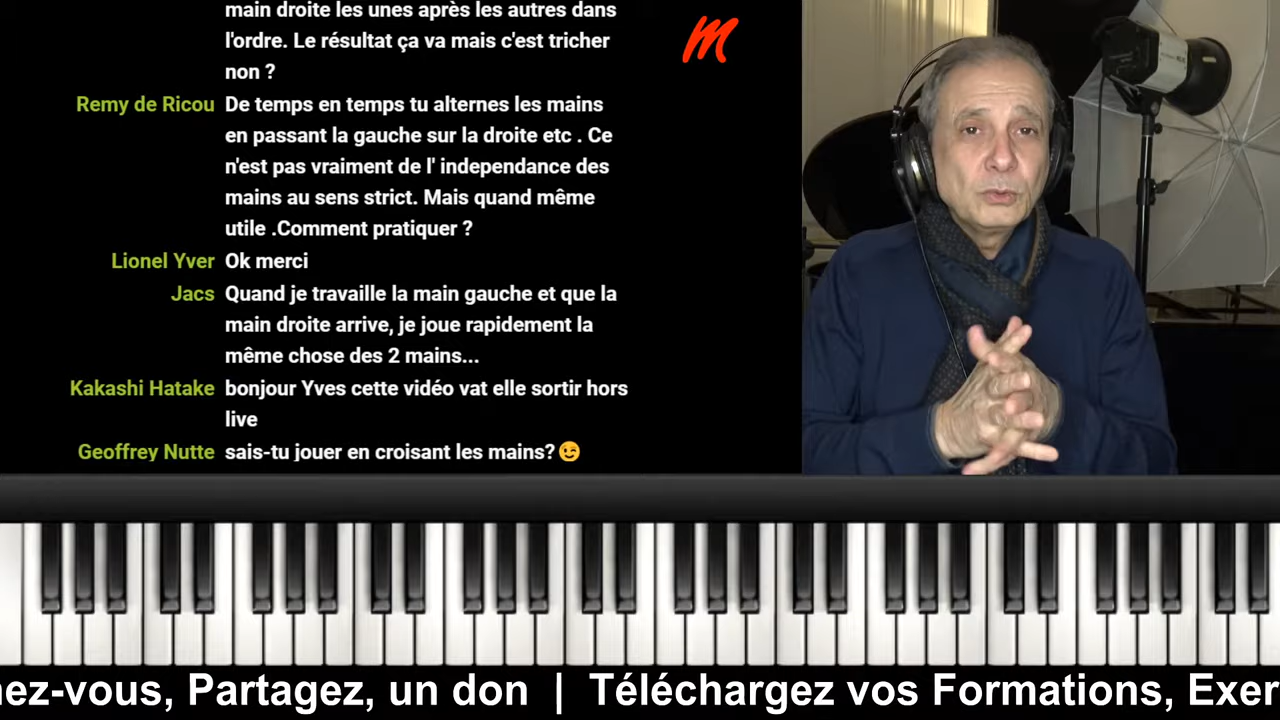 main droite les unes après les autres dans
l'ordre. Le résultat ça va mais c'est tricher
non ?
Remy de Ricou De temps en temps tu alternes les mains
en passant la gauche sur la droite etc . Ce
n'est pas vraiment de l' independance des
mains au sens strict. Mais quand même
utile .Comment pratiquer ?
Lionel Yver Ok merci
Jacs Quand je travaille la main gauche et que la
main droite arrive, je joue rapidement la
même chose des 2 mains...
Kakashi Hatake bonjour Yves cette vidéo vat elle sortir hors
live
Geoffrey Nutte sais-tu jouer en croisant les mains?😉
m
nez-vous, Partagez, un don | Téléchargez vos Formations, Exer